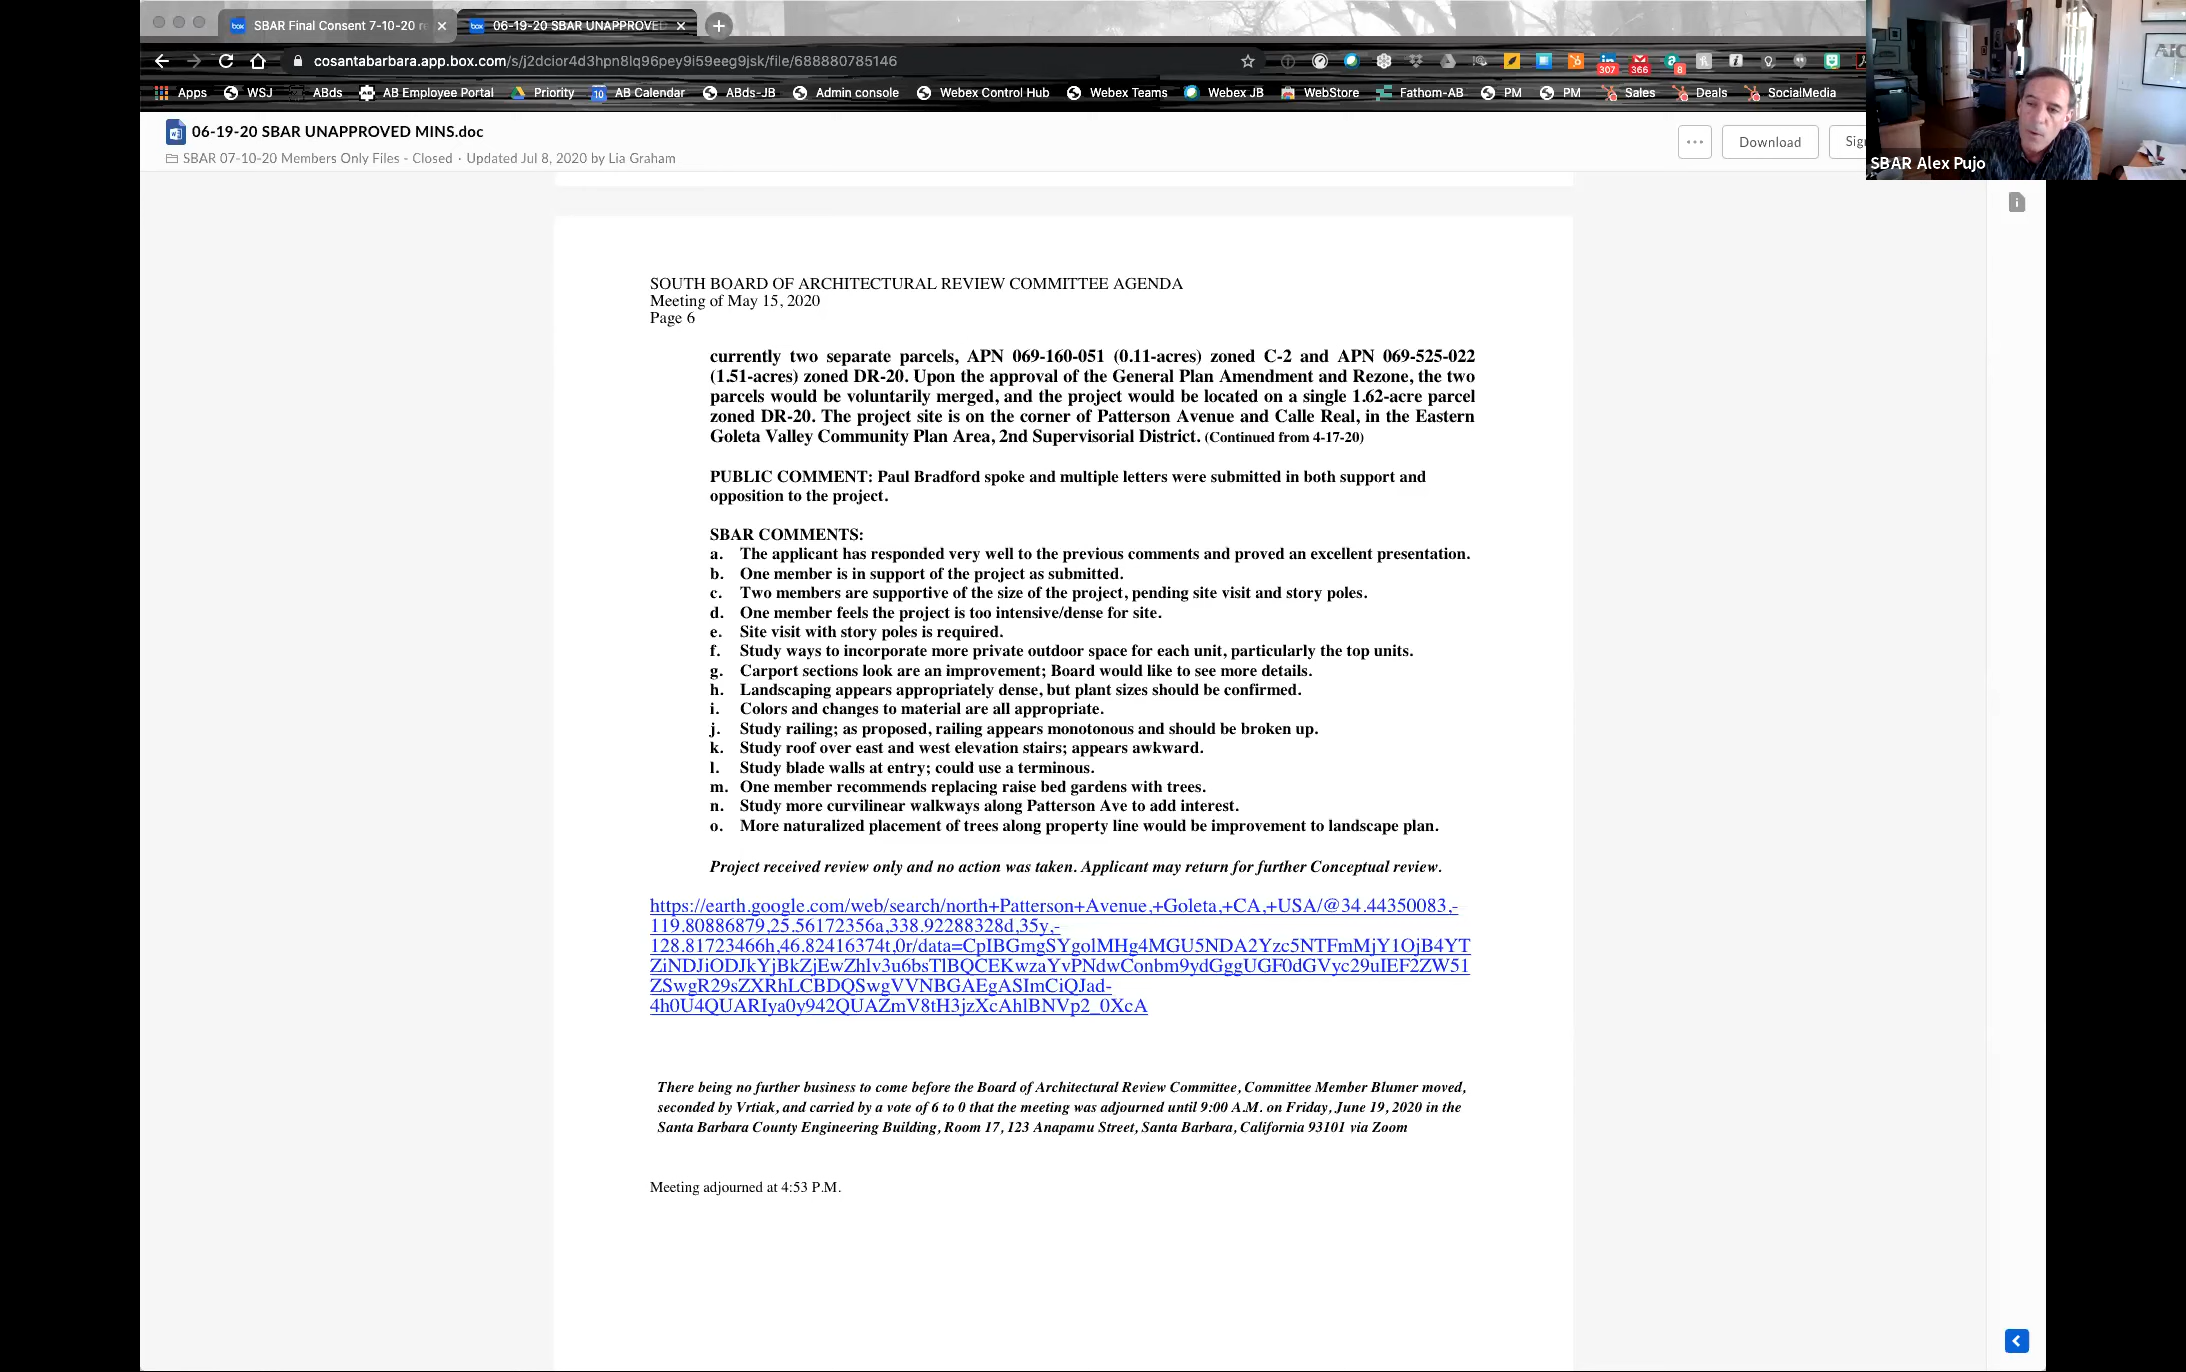 SBAR Final Consent 7-10-20 re
06-19-20 SBAR UNAPPROVED
cosantabarbara.app.box.com/s/j2dcior4d3hpn8lq96pey9i59eeg9jsk/file/688880785146
307 366 8
Apps WSJ ABds AB Employee Portal Priority 10 AB Calendar ABds-JB Admin console Webex Control Hub Webex Teams Webex JB WebStore Fathom-AB PM PM Sales Deals SocialMedia
06-19-20 SBAR UNAPPROVED MINS.doc
SBAR 07-10-20 Members Only Files - Closed · Updated Jul 8, 2020 by Lia Graham
Download
SBAR Alex Pujo
SOUTH BOARD OF ARCHITECTURAL REVIEW COMMITTEE AGENDA
Meeting of May 15, 2020
Page 6
currently two separate parcels, APN 069-160-051 (0.11-acres) zoned C-2 and APN 069-525-022
(1.51-acres) zoned DR-20. Upon the approval of the General Plan Amendment and Rezone, the two
parcels would be voluntarily merged, and the project would be located on a single 1.62-acre parcel
zoned DR-20. The project site is on the corner of Patterson Avenue and Calle Real, in the Eastern
Goleta Valley Community Plan Area, 2nd Supervisorial District. (Continued from 4-17-20)
PUBLIC COMMENT: Paul Bradford spoke and multiple letters were submitted in both support and
opposition to the project.
SBAR COMMENTS:
a. The applicant has responded very well to the previous comments and proved an excellent presentation.
b. One member is in support of the project as submitted.
c. Two members are supportive of the size of the project, pending site visit and story poles.
d. One member feels the project is too intensive/dense for site.
e. Site visit with story poles is required.
f. Study ways to incorporate more private outdoor space for each unit, particularly the top units.
g. Carport sections look are an improvement; Board would like to see more details.
h. Landscaping appears appropriately dense, but plant sizes should be confirmed.
i. Colors and changes to material are all appropriate.
j. Study railing; as proposed, railing appears monotonous and should be broken up.
k. Study roof over east and west elevation stairs; appears awkward.
l. Study blade walls at entry; could use a terminous.
m. One member recommends replacing raise bed gardens with trees.
n. Study more curvilinear walkways along Patterson Ave to add interest.
o. More naturalized placement of trees along property line would be improvement to landscape plan.
Project received review only and no action was taken. Applicant may return for further Conceptual review.
https://earth.google.com/web/search/north+Patterson+Avenue,+Goleta,+CA,+USA/@34.44350083,-
119.80886879,25.56172356a,338.92288328d,35y,-
128.81723466h,46.82416374t,0r/data=CpIBGmgSYgolMHg4MGU5NDA2Yzc5NTFmMjY1OjB4YT
ZiNDJiODJkYjBkZjEwZhlv3u6bsTlBQCEKwzaYvPNdwConbm9ydGggUGF0dGVyc29uIEF2ZW51
ZSwgR29sZXRhLCBDQSwgVVNBGAEgASImCiQJad-
4h0U4QUARIya0y942QUAZmV8tH3jzXcAhlBNVp2_0XcA
There being no further business to come before the Board of Architectural Review Committee, Committee Member Blumer moved,
seconded by Vrtiak, and carried by a vote of 6 to 0 that the meeting was adjourned until 9:00 A.M. on Friday, June 19, 2020 in the
Santa Barbara County Engineering Building, Room 17, 123 Anapamu Street, Santa Barbara, California 93101 via Zoom
Meeting adjourned at 4:53 P.M.